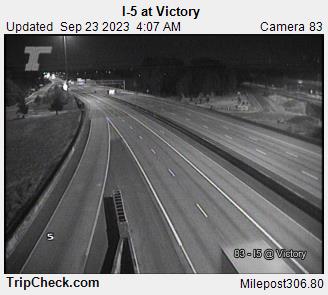 I-5 at Victory
Updated  Sep 23 2023  4:07 AM
Camera 83
T
S
83 - I5 @ Victory
TripCheck.com
Milepost306.80